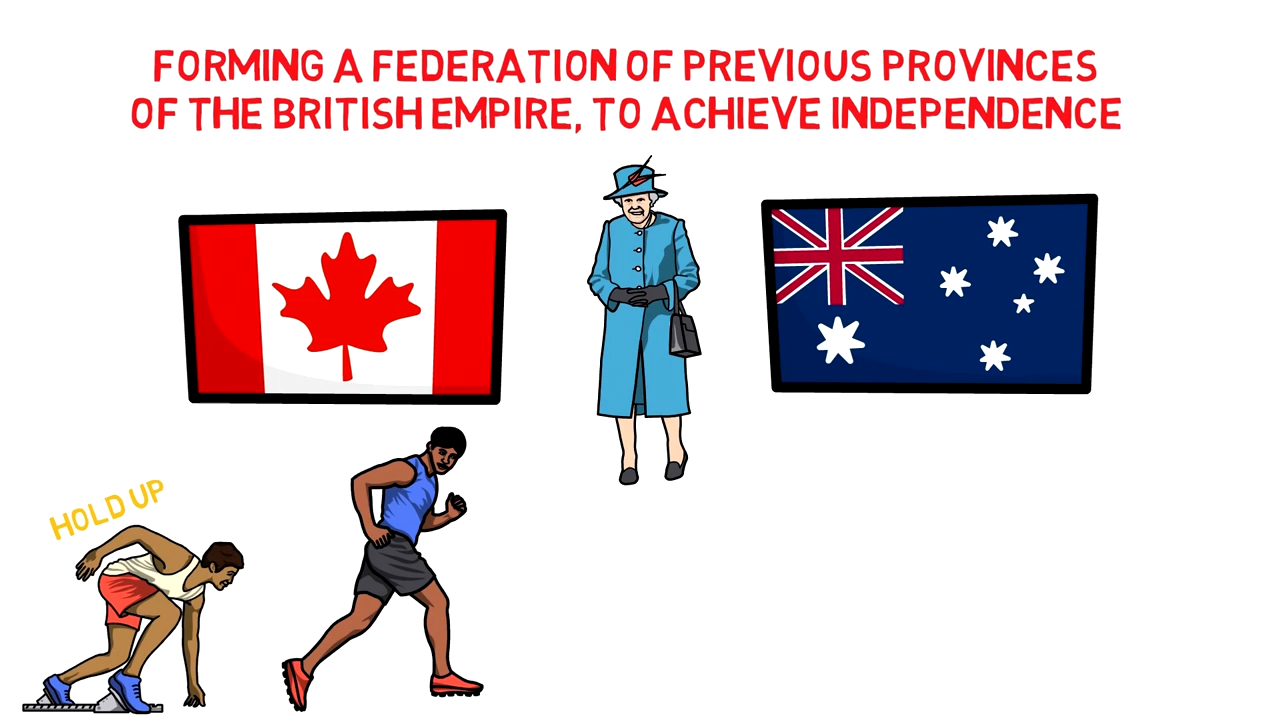 FORMING A FEDERATION OF PREVIOUS PROVINCES
OF THE BRITISH EMPIRE, TO ACHIEVE INDEPENDENCE
HOLD UP